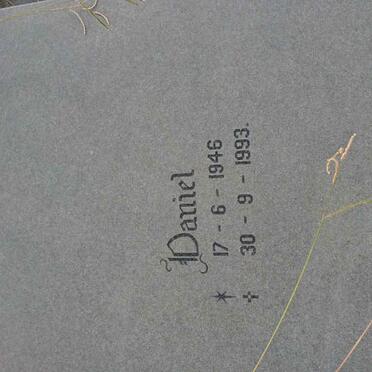 Daniel
* 17 - 6 - 1946
✢ 30 - 9 - 1993.